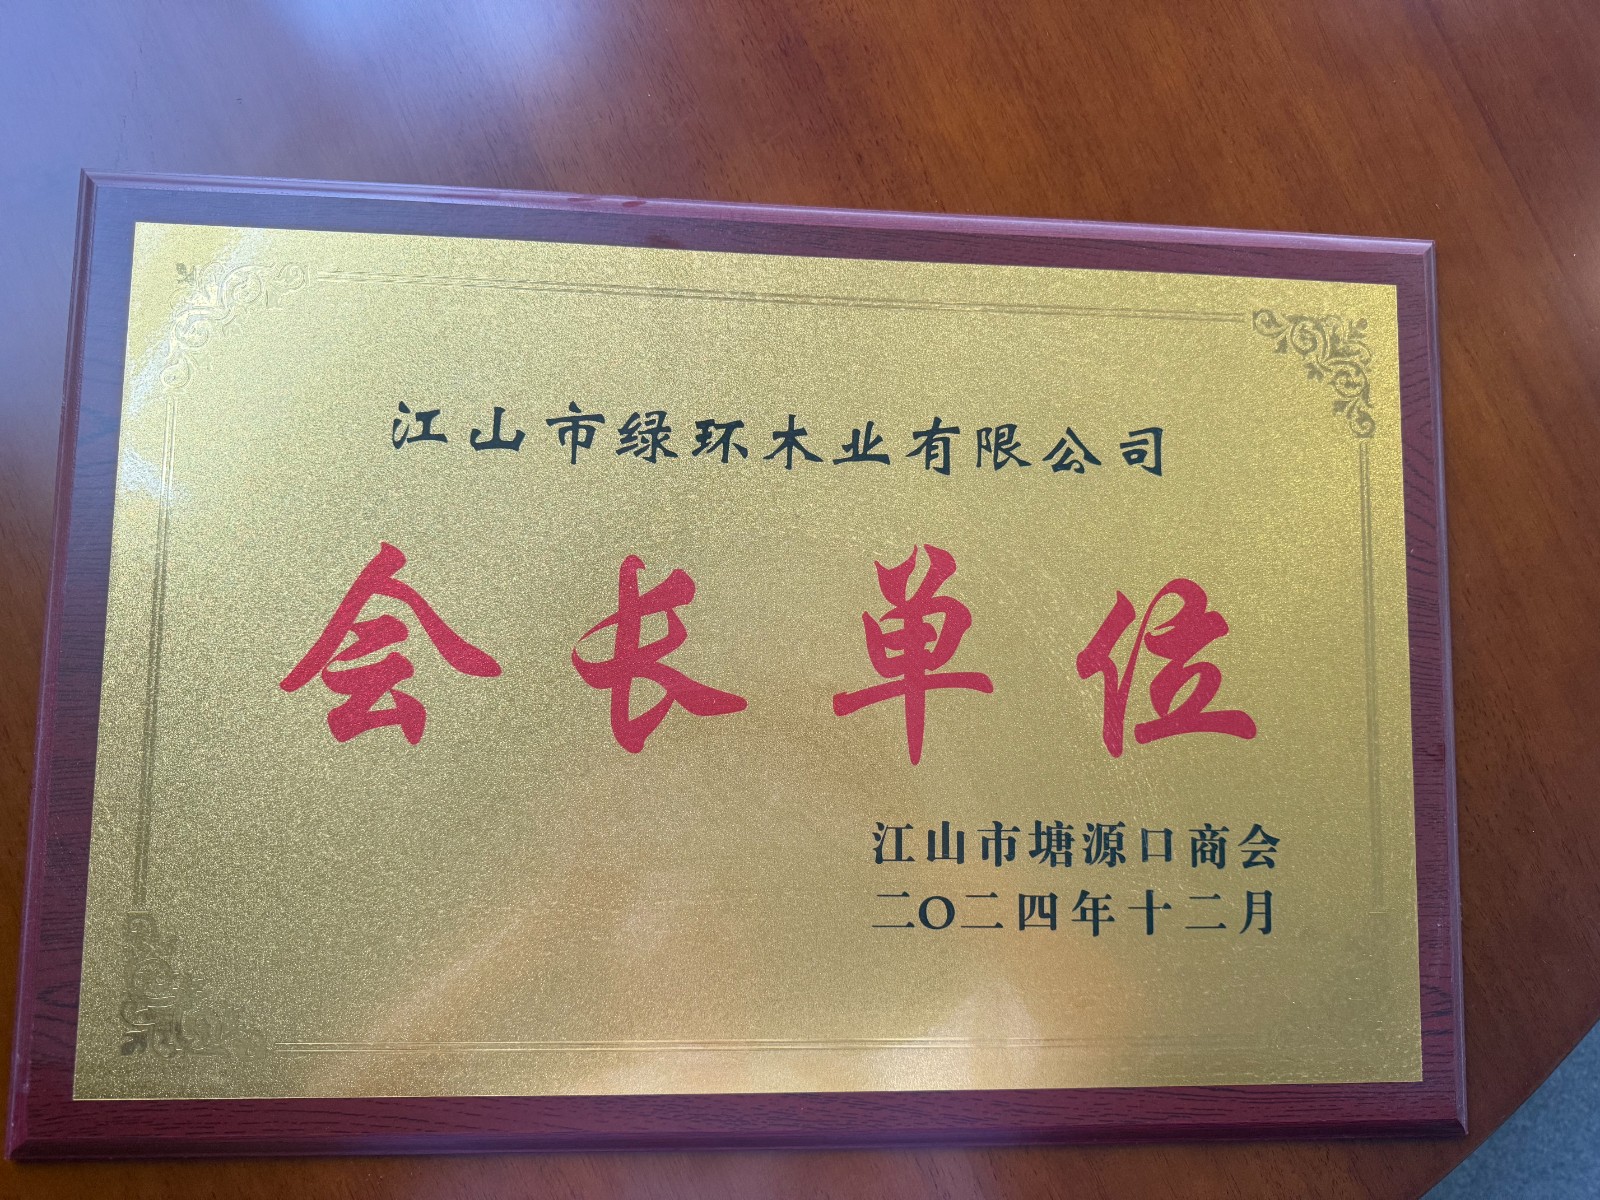 江山市绿环木业有限公司
会长单位
江山市塘源口商会
二〇二四年十二月